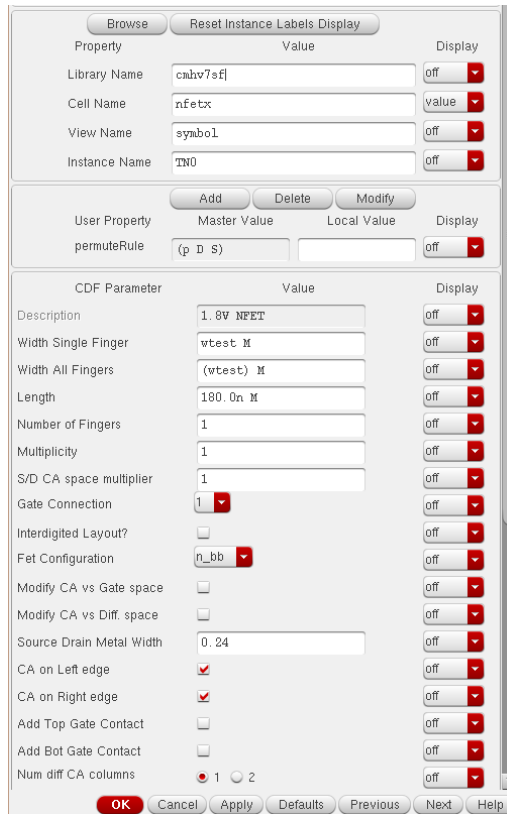 Browse Reset Instance Labels Display
Property Value Display
Library Name cmhv7sf off
Cell Name nfetx value
View Name symbol off
Instance Name TN0 off
Add Delete Modify
User Property Master Value Local Value Display
permuteRule (p D S) off
CDF Parameter Value Display
Description 1.8V NFET off
Width Single Finger wtest M off
Width All Fingers (wtest) M off
Length 180.0n M off
Number of Fingers 1 off
Multiplicity 1 off
S/D CA space multiplier 1 off
Gate Connection 1 off
Interdigited Layout? off
Fet Configuration n_bb off
Modify CA vs Gate space off
Modify CA vs Diff. space off
Source Drain Metal Width 0.24 off
CA on Left edge off
CA on Right edge off
Add Top Gate Contact off
Add Bot Gate Contact off
Num diff CA columns 1 2 off
OK Cancel Apply Defaults Previous Next Help